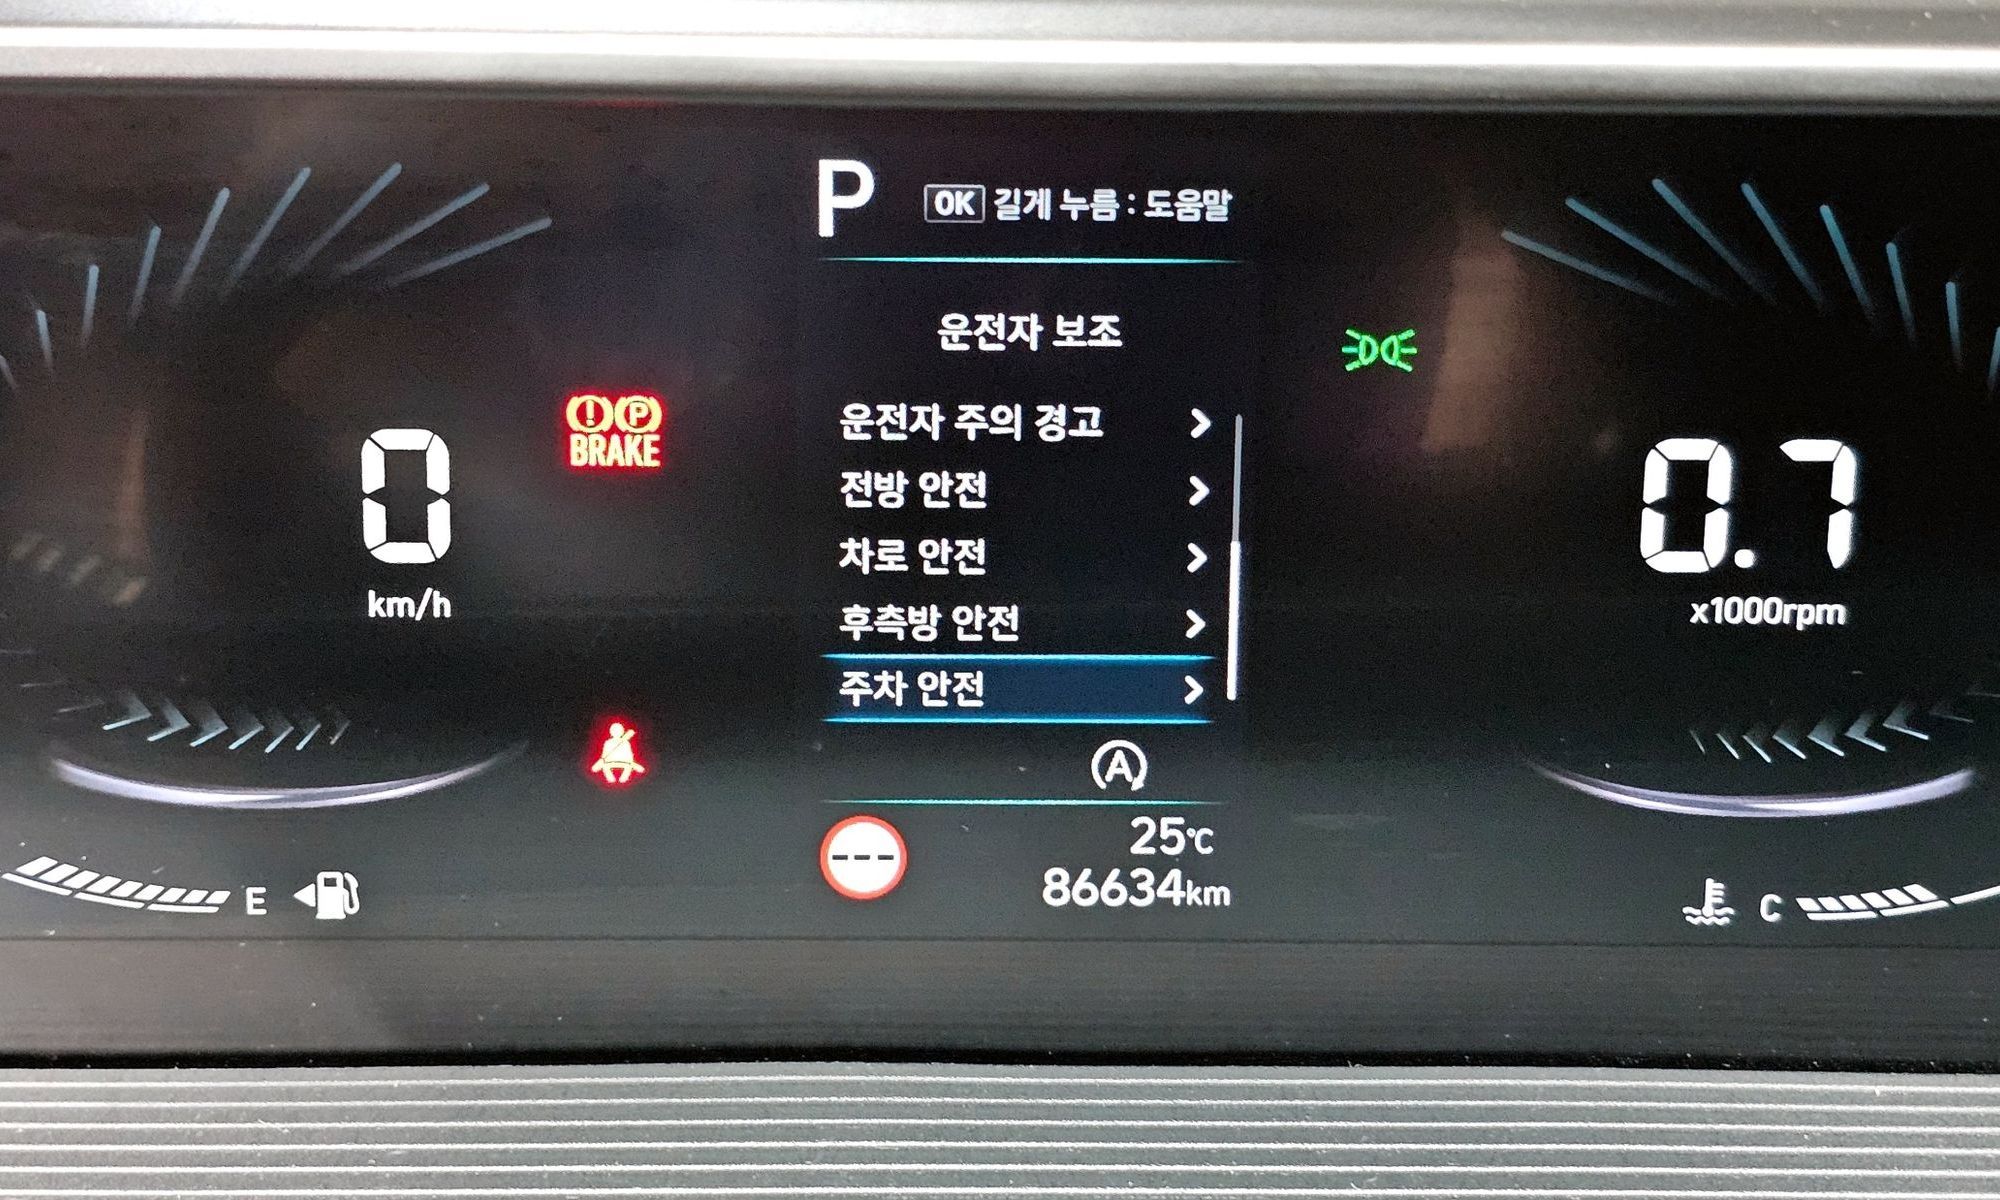 P
OK 길게 누름 : 도움말
운전자 보조
운전자 주의 경고
전방 안전
차로 안전
후측방 안전
주차 안전
A
25℃
86634km
(!) (P)
BRAKE
0
km/h
E
0.7
x1000rpm
C